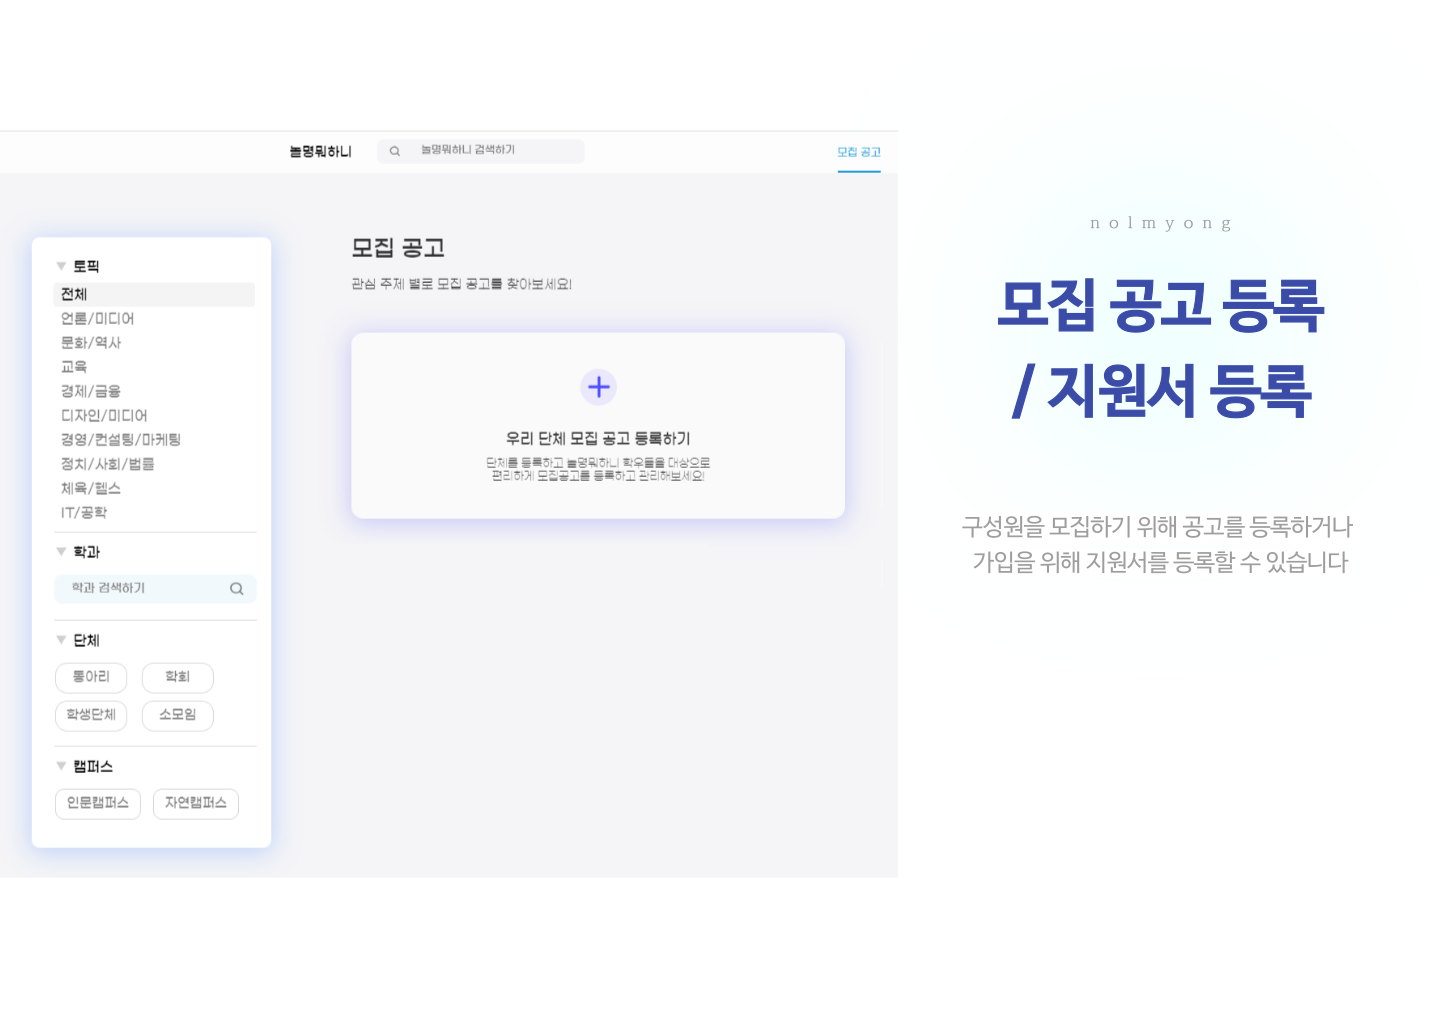 놀명뭐하니
놀명뭐하니 검색하기
모집 공고
토픽
전체
언론/미디어
문화/역사
교육
경제/금융
디자인/미디어
경영/컨설팅/마케팅
정치/사회/법률
체육/헬스
IT/공학
학과
학과 검색하기
단체
동아리
학회
학생단체
소모임
캠퍼스
인문캠퍼스
자연캠퍼스
모집 공고
관심 주제 별로 모집 공고를 찾아보세요!
우리 단체 모집 공고 등록하기
단체를 등록하고 놀명뭐하니 학우들을 대상으로
편리하게 모집공고를 등록하고 관리해보세요!
nolmyong
모집 공고 등록
/ 지원서 등록
구성원을 모집하기 위해 공고를 등록하거나
가입을 위해 지원서를 등록할 수 있습니다